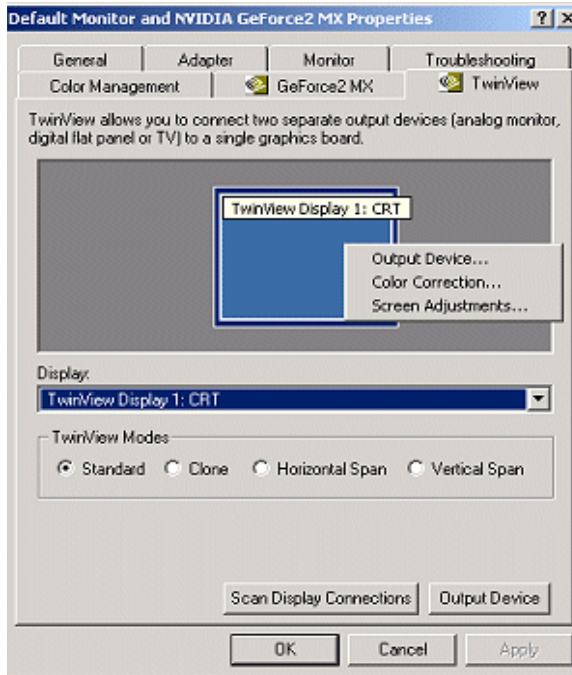 Default Monitor and NVIDIA GeForce2 MX Properties
General Adapter Monitor Troubleshooting
Color Management GeForce2 MX TwinView
TwinView allows you to connect two separate output devices (analog monitor,
digital flat panel or TV) to a single graphics board.
TwinView Display 1: CRT
Output Device...
Color Correction...
Screen Adjustments...
Display:
TwinView Display 1: CRT
TwinView Modes
Standard Clone Horizontal Span Vertical Span
Scan Display Connections Output Device
OK Cancel Apply